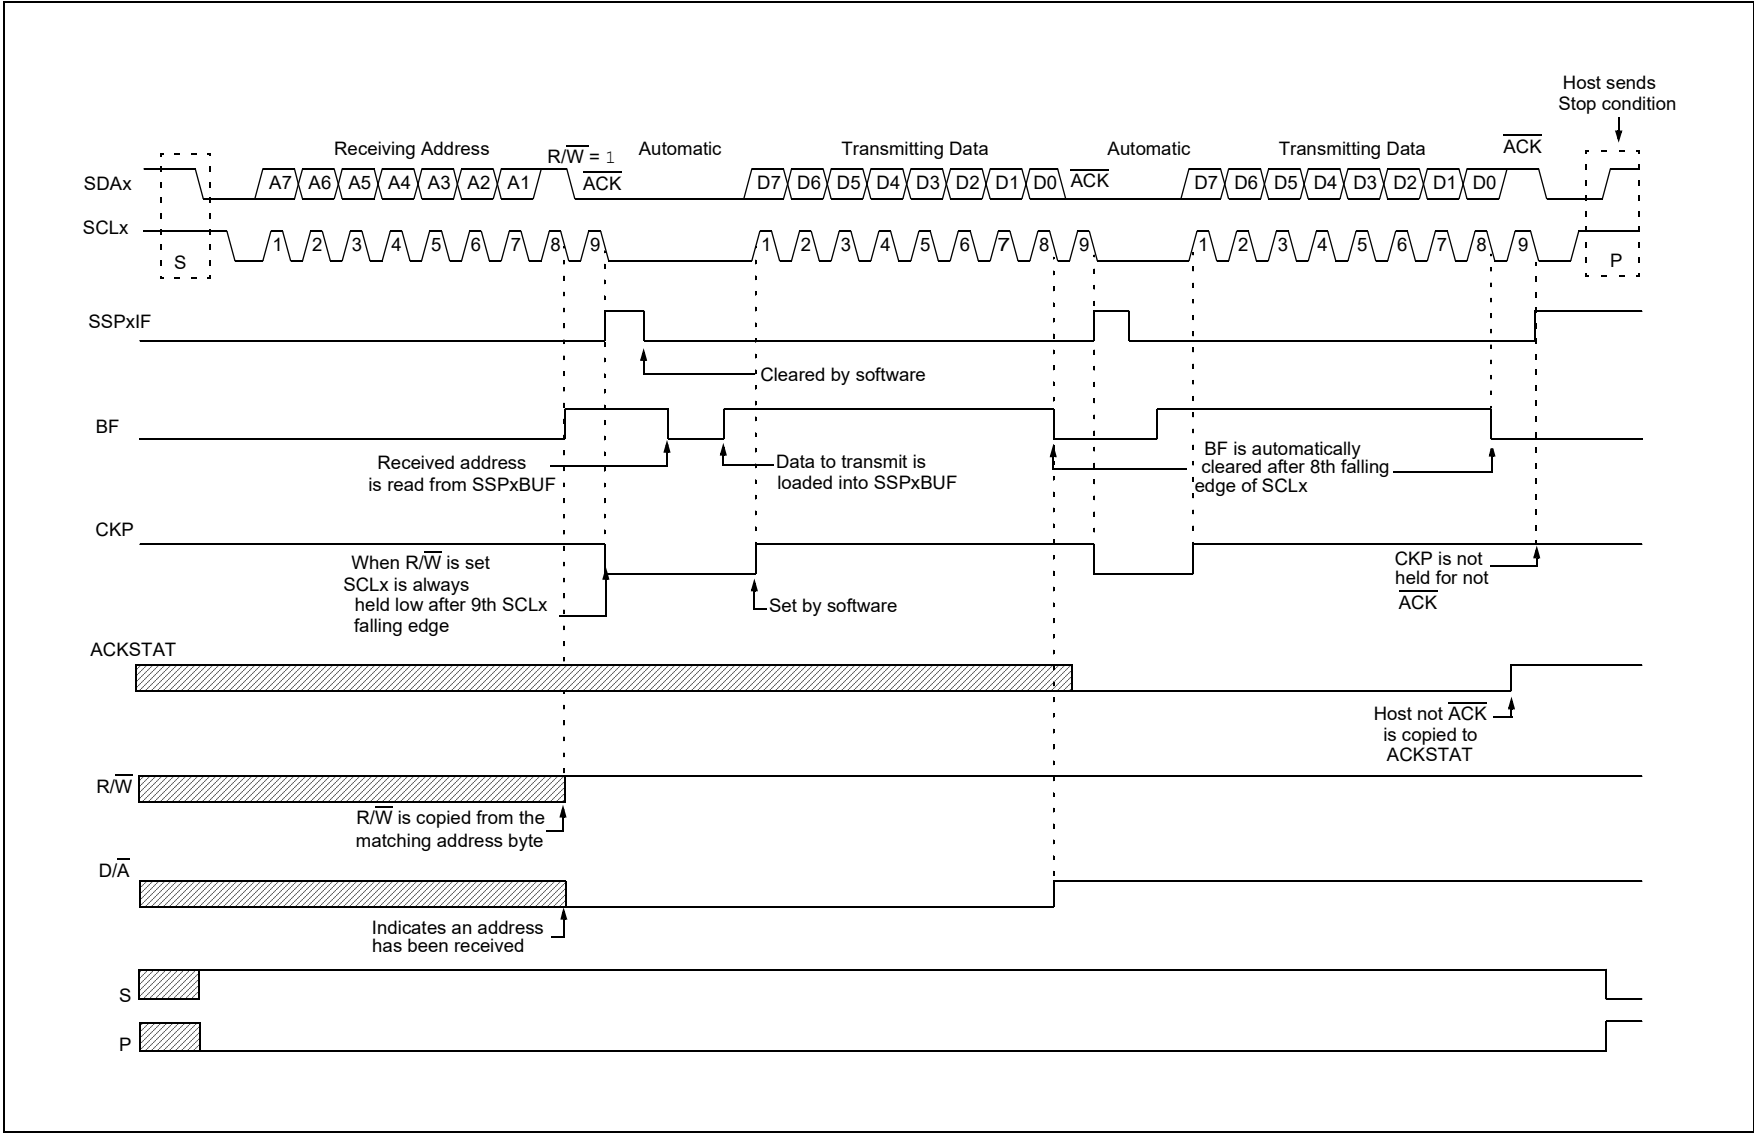 Host sends
Stop condition
Receiving Address
R/W̅ = 1
Automatic
Transmitting Data
A̅C̅K̅
Automatic
Transmitting Data
A̅C̅K̅
A̅C̅K̅
A̅C̅K̅
SDAx
A7 A6 A5 A4 A3 A2 A1
D7 D6 D5 D4 D3 D2 D1 D0
D7 D6 D5 D4 D3 D2 D1 D0
SCLx
S
1 2 3 4 5 6 7 8 9
1 2 3 4 5 6 7 8 9
1 2 3 4 5 6 7 8 9
P
SSPxIF
Cleared by software
BF
Received address
is read from SSPxBUF
Data to transmit is
loaded into SSPxBUF
BF is automatically
cleared after 8th falling
edge of SCLx
CKP
When R/W̅ is set
SCLx is always
held low after 9th SCLx
falling edge
Set by software
CKP is not
held for not
A̅C̅K̅
ACKSTAT
Host not A̅C̅K̅
is copied to
ACKSTAT
R/W̅
R/W̅ is copied from the
matching address byte
D/A̅
Indicates an address
has been received
S
P